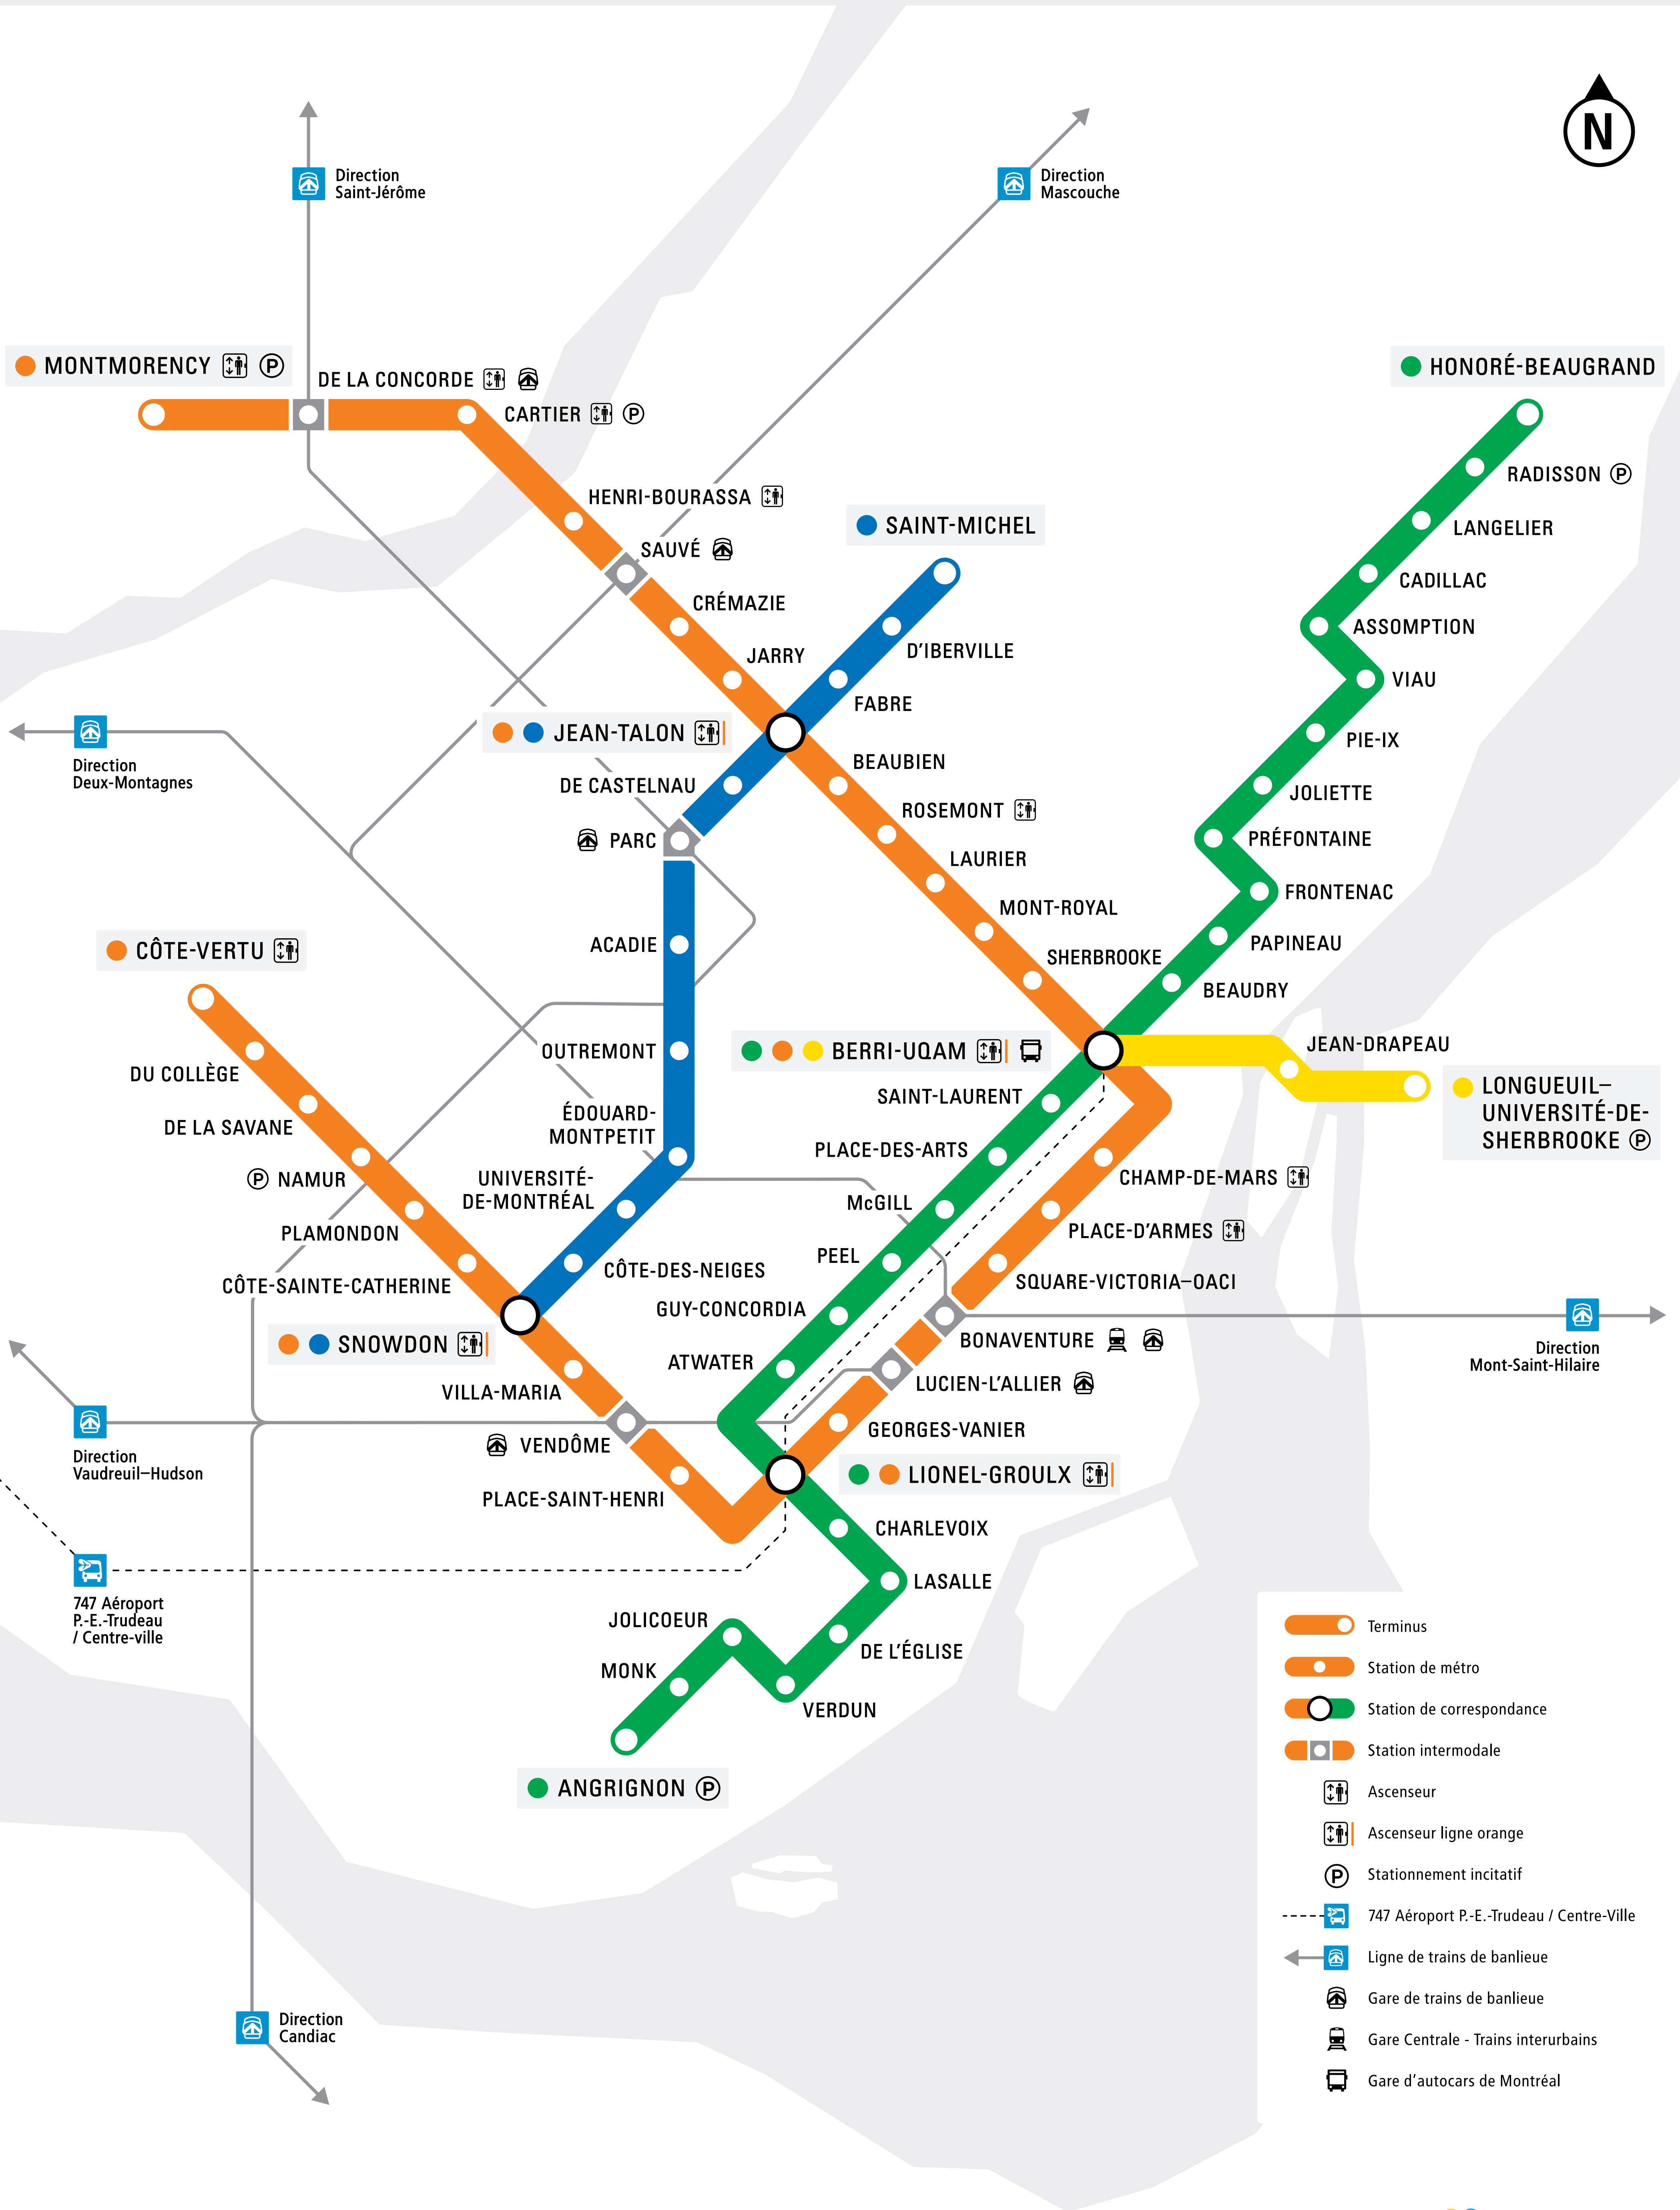 N
Direction
Saint-Jérôme
Direction
Mascouche
MONTMORENCY P
DE LA CONCORDE
CARTIER P
HONORÉ-BEAUGRAND
RADISSON P
HENRI-BOURASSA
SAINT-MICHEL
LANGELIER
SAUVÉ
CADILLAC
CRÉMAZIE
ASSOMPTION
D'IBERVILLE
JARRY
VIAU
FABRE
JEAN-TALON
PIE-IX
Direction
Deux-Montagnes
BEAUBIEN
DE CASTELNAU
JOLIETTE
ROSEMONT
PARC
PRÉFONTAINE
LAURIER
FRONTENAC
MONT-ROYAL
CÔTE-VERTU
ACADIE
PAPINEAU
SHERBROOKE
BEAUDRY
OUTREMONT
BERRI-UQAM
JEAN-DRAPEAU
DU COLLÈGE
LONGUEUIL–
UNIVERSITÉ-DE-
SHERBROOKE P
SAINT-LAURENT
ÉDOUARD-
MONTPETIT
DE LA SAVANE
PLACE-DES-ARTS
P NAMUR
UNIVERSITÉ-
DE-MONTRÉAL
CHAMP-DE-MARS
McGILL
PLAMONDON
PLACE-D'ARMES
PEEL
CÔTE-SAINTE-CATHERINE
CÔTE-DES-NEIGES
SQUARE-VICTORIA–OACI
GUY-CONCORDIA
SNOWDON
BONAVENTURE
Direction
Mont-Saint-Hilaire
ATWATER
VILLA-MARIA
LUCIEN-L'ALLIER
GEORGES-VANIER
VENDÔME
Direction
Vaudreuil–Hudson
LIONEL-GROULX
PLACE-SAINT-HENRI
CHARLEVOIX
LASALLE
747 Aéroport
P.-E.-Trudeau
/ Centre-ville
JOLICOEUR
DE L'ÉGLISE
MONK
VERDUN
ANGRIGNON P
Direction
Candiac
Terminus
Station de métro
Station de correspondance
Station intermodale
Ascenseur
Ascenseur ligne orange
P Stationnement incitatif
747 Aéroport P.-E.-Trudeau / Centre-Ville
Ligne de trains de banlieue
Gare de trains de banlieue
Gare Centrale - Trains interurbains
Gare d'autocars de Montréal